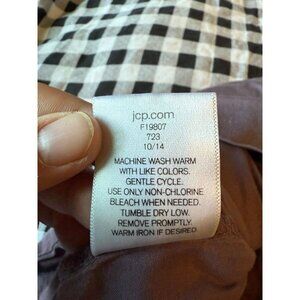 jcp.com
F19807
723
10/14
MACHINE WASH WARM
WITH LIKE COLORS.
GENTLE CYCLE.
USE ONLY NON-CHLORINE
BLEACH WHEN NEEDED.
TUMBLE DRY LOW.
REMOVE PROMPTLY.
WARM IRON IF DESIRED.